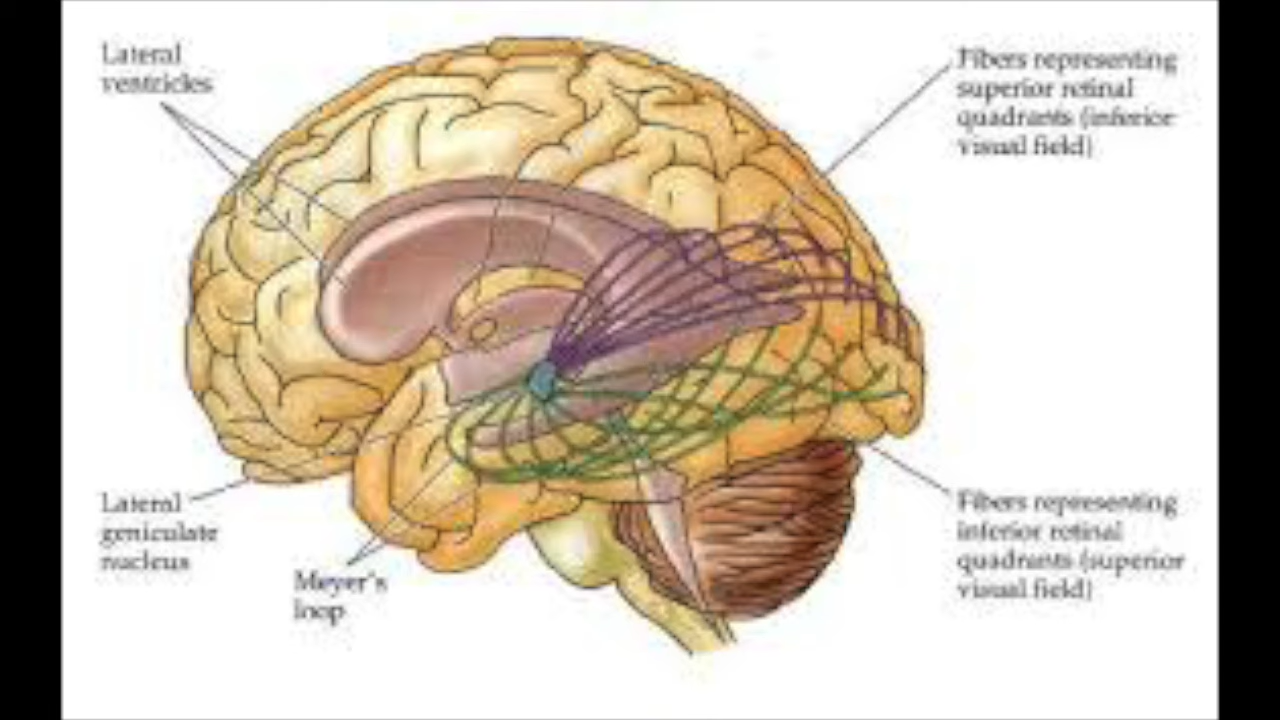 Lateral
ventricles
Fibers representing
superior retinal
quadrants (inferior
visual field)
Lateral
geniculate
nucleus
Meyer's
loop
Fibers representing
inferior retinal
quadrants (superior
visual field)